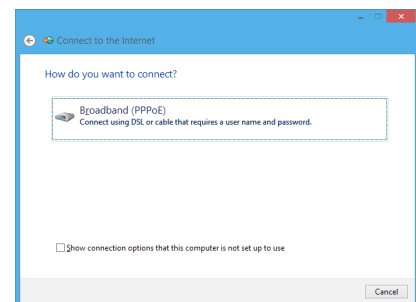 Connect to the Internet
How do you want to connect?
Broadband (PPPoE)
Connect using DSL or cable that requires a user name and password.
Show connection options that this computer is not set up to use
Cancel